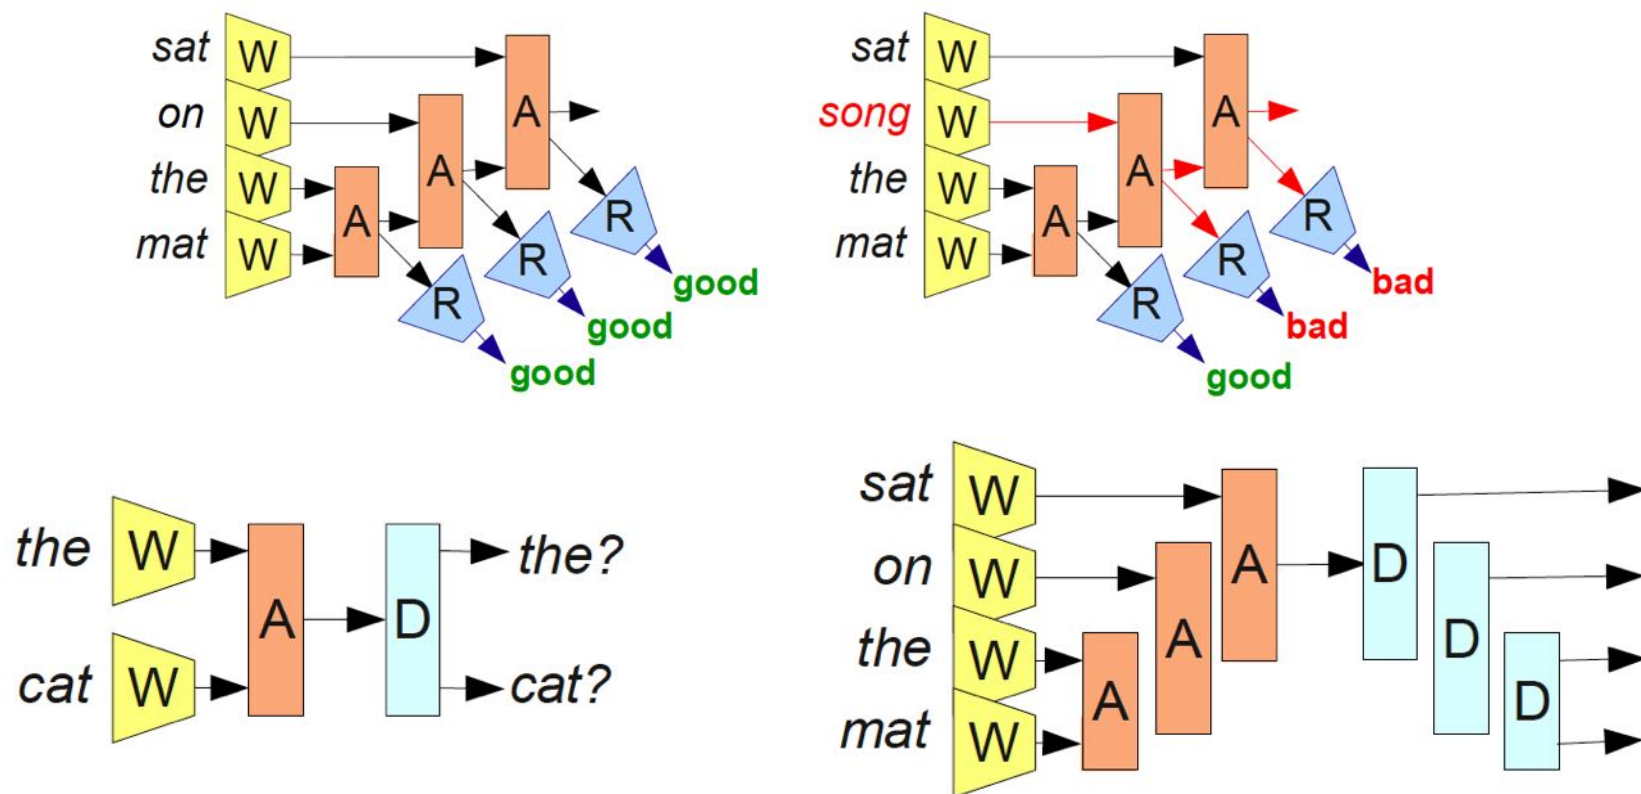 sat W A
on W A
the W A
mat W R
R
R
good
good
good
sat W A
song W A
the W A
mat W R
R
R
bad
bad
good
the W the?
A D
cat W cat?
sat W
on W A D
the W A D
mat W A D